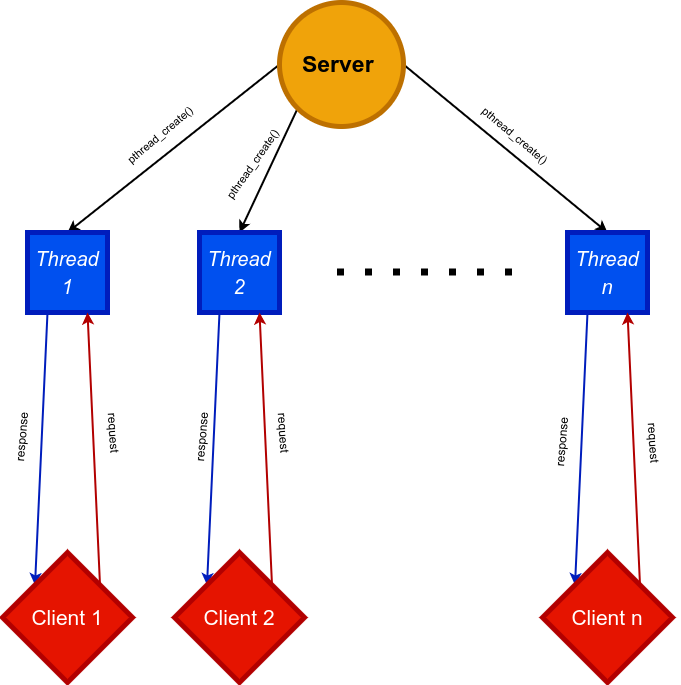 Server
pthread_create()
pthread_create()
pthread_create()
Thread
1
Thread
2
Thread
n
response
request
response
request
response
request
Client 1
Client 2
Client n